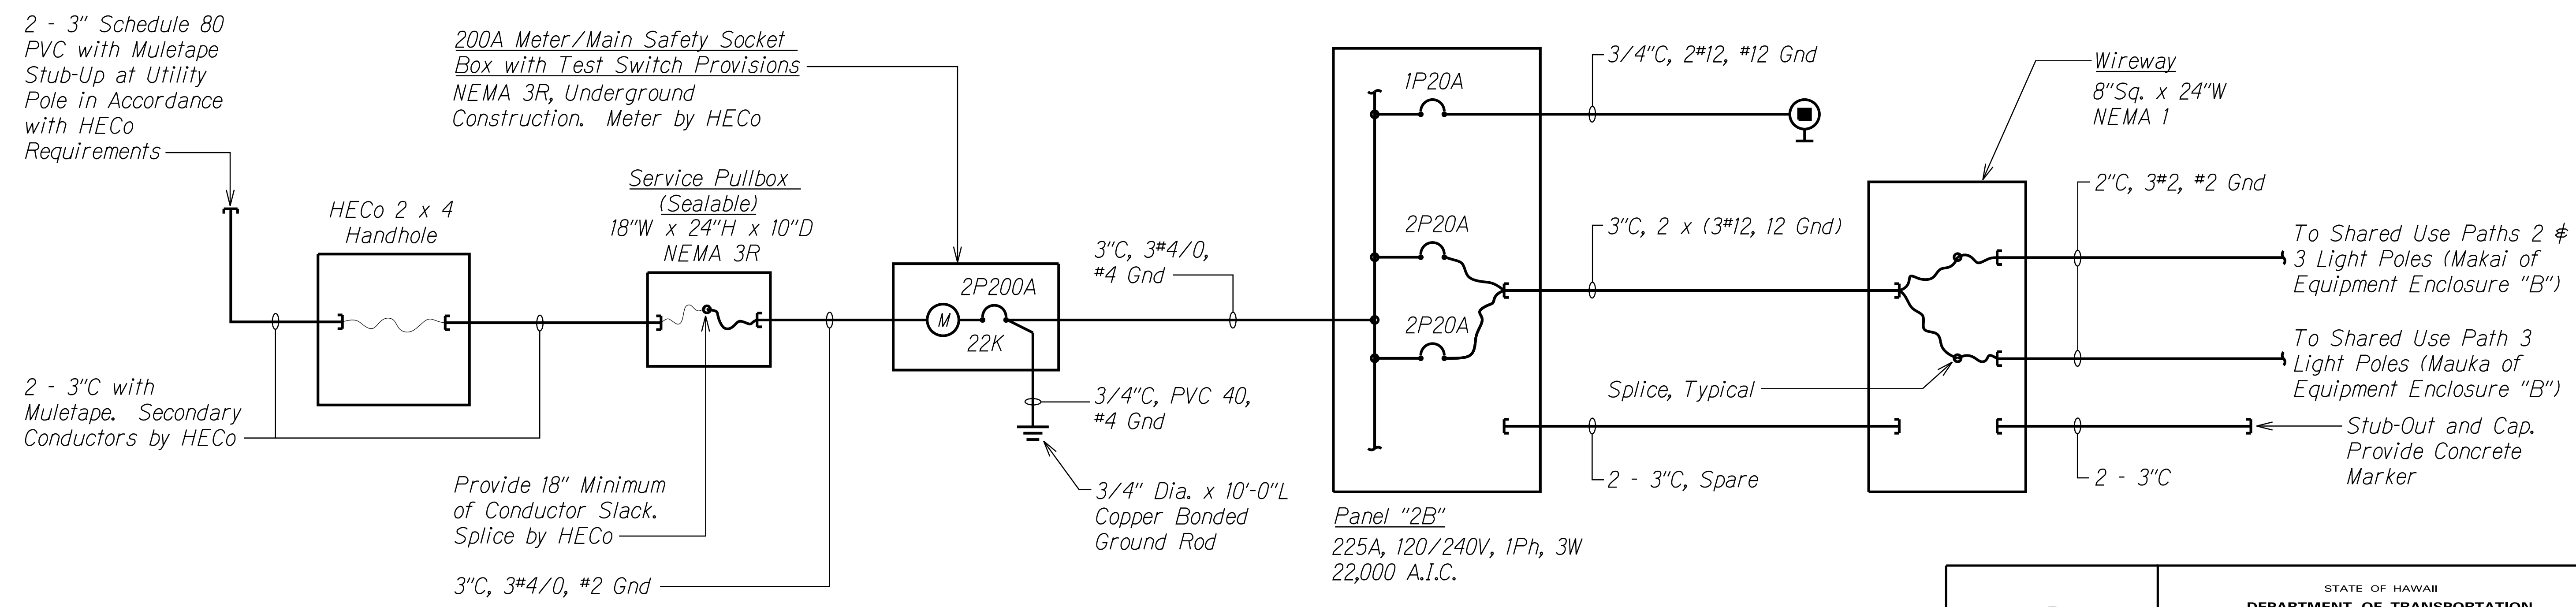 2 - 3" Schedule 80
PVC with Muletape
Stub-Up at Utility
Pole in Accordance
with HECo
Requirements
200A Meter/Main Safety Socket
Box with Test Switch Provisions
NEMA 3R, Underground
Construction. Meter by HECo
HECo 2 x 4
Handhole
Service Pullbox
(Sealable)
18"W x 24"H x 10"D
NEMA 3R
2P200A
M
22K
3"C, 3#4/0,
#4 Gnd
2 - 3"C with
Muletape. Secondary
Conductors by HECo
Provide 18" Minimum
of Conductor Slack.
Splice by HECo
3"C, 3#4/0, #2 Gnd
3/4"C, PVC 40,
#4 Gnd
3/4" Dia. x 10'-0"L
Copper Bonded
Ground Rod
1P20A
2P20A
2P20A
Panel "2B"
225A, 120/240V, 1Ph, 3W
22,000 A.I.C.
3/4"C, 2#12, #12 Gnd
3"C, 2 x (3#12, 12 Gnd)
Splice, Typical
2 - 3"C, Spare
Wireway
8"Sq. x 24"W
NEMA 1
2"C, 3#2, #2 Gnd
To Shared Use Paths 2 &
3 Light Poles (Makai of
Equipment Enclosure "B")
To Shared Use Path 3
Light Poles (Mauka of
Equipment Enclosure "B")
Stub-Out and Cap.
Provide Concrete
Marker
2 - 3"C
STATE OF HAWAII
DEPARTMENT OF TRANSPORTATION